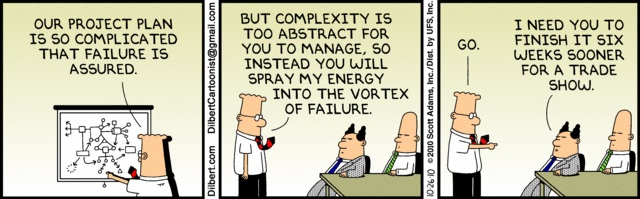 OUR PROJECT PLAN
IS SO COMPLICATED
THAT FAILURE IS
ASSURED.
Dilbert.com DilbertCartoonist@gmail.com
BUT COMPLEXITY IS
TOO ABSTRACT FOR
YOU TO MANAGE, SO
INSTEAD YOU WILL
SPRAY MY ENERGY
INTO THE VORTEX
OF FAILURE.
10-26-10 © 2010 Scott Adams, Inc./Dist. by UFS, Inc.
GO.
I NEED YOU TO
FINISH IT SIX
WEEKS SOONER
FOR A TRADE
SHOW.